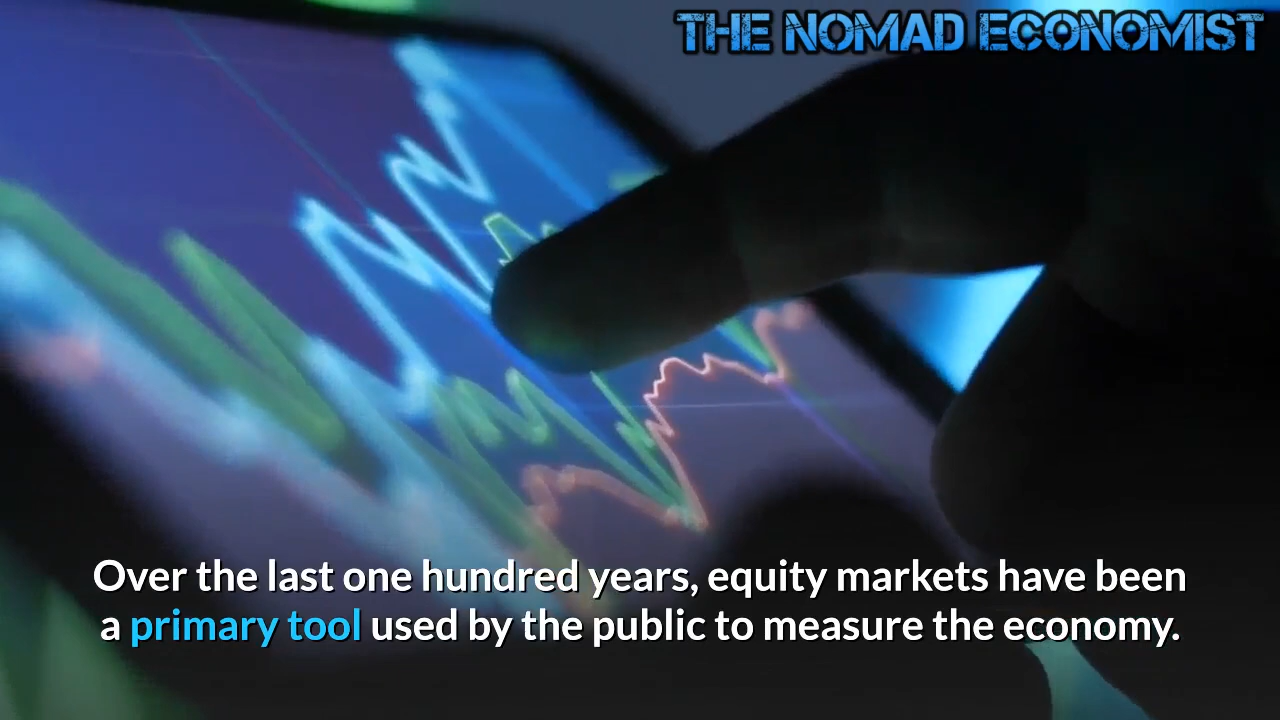 THE NOMAD ECONOMIST
Over the last one hundred years, equity markets have been
a primary tool used by the public to measure the economy.